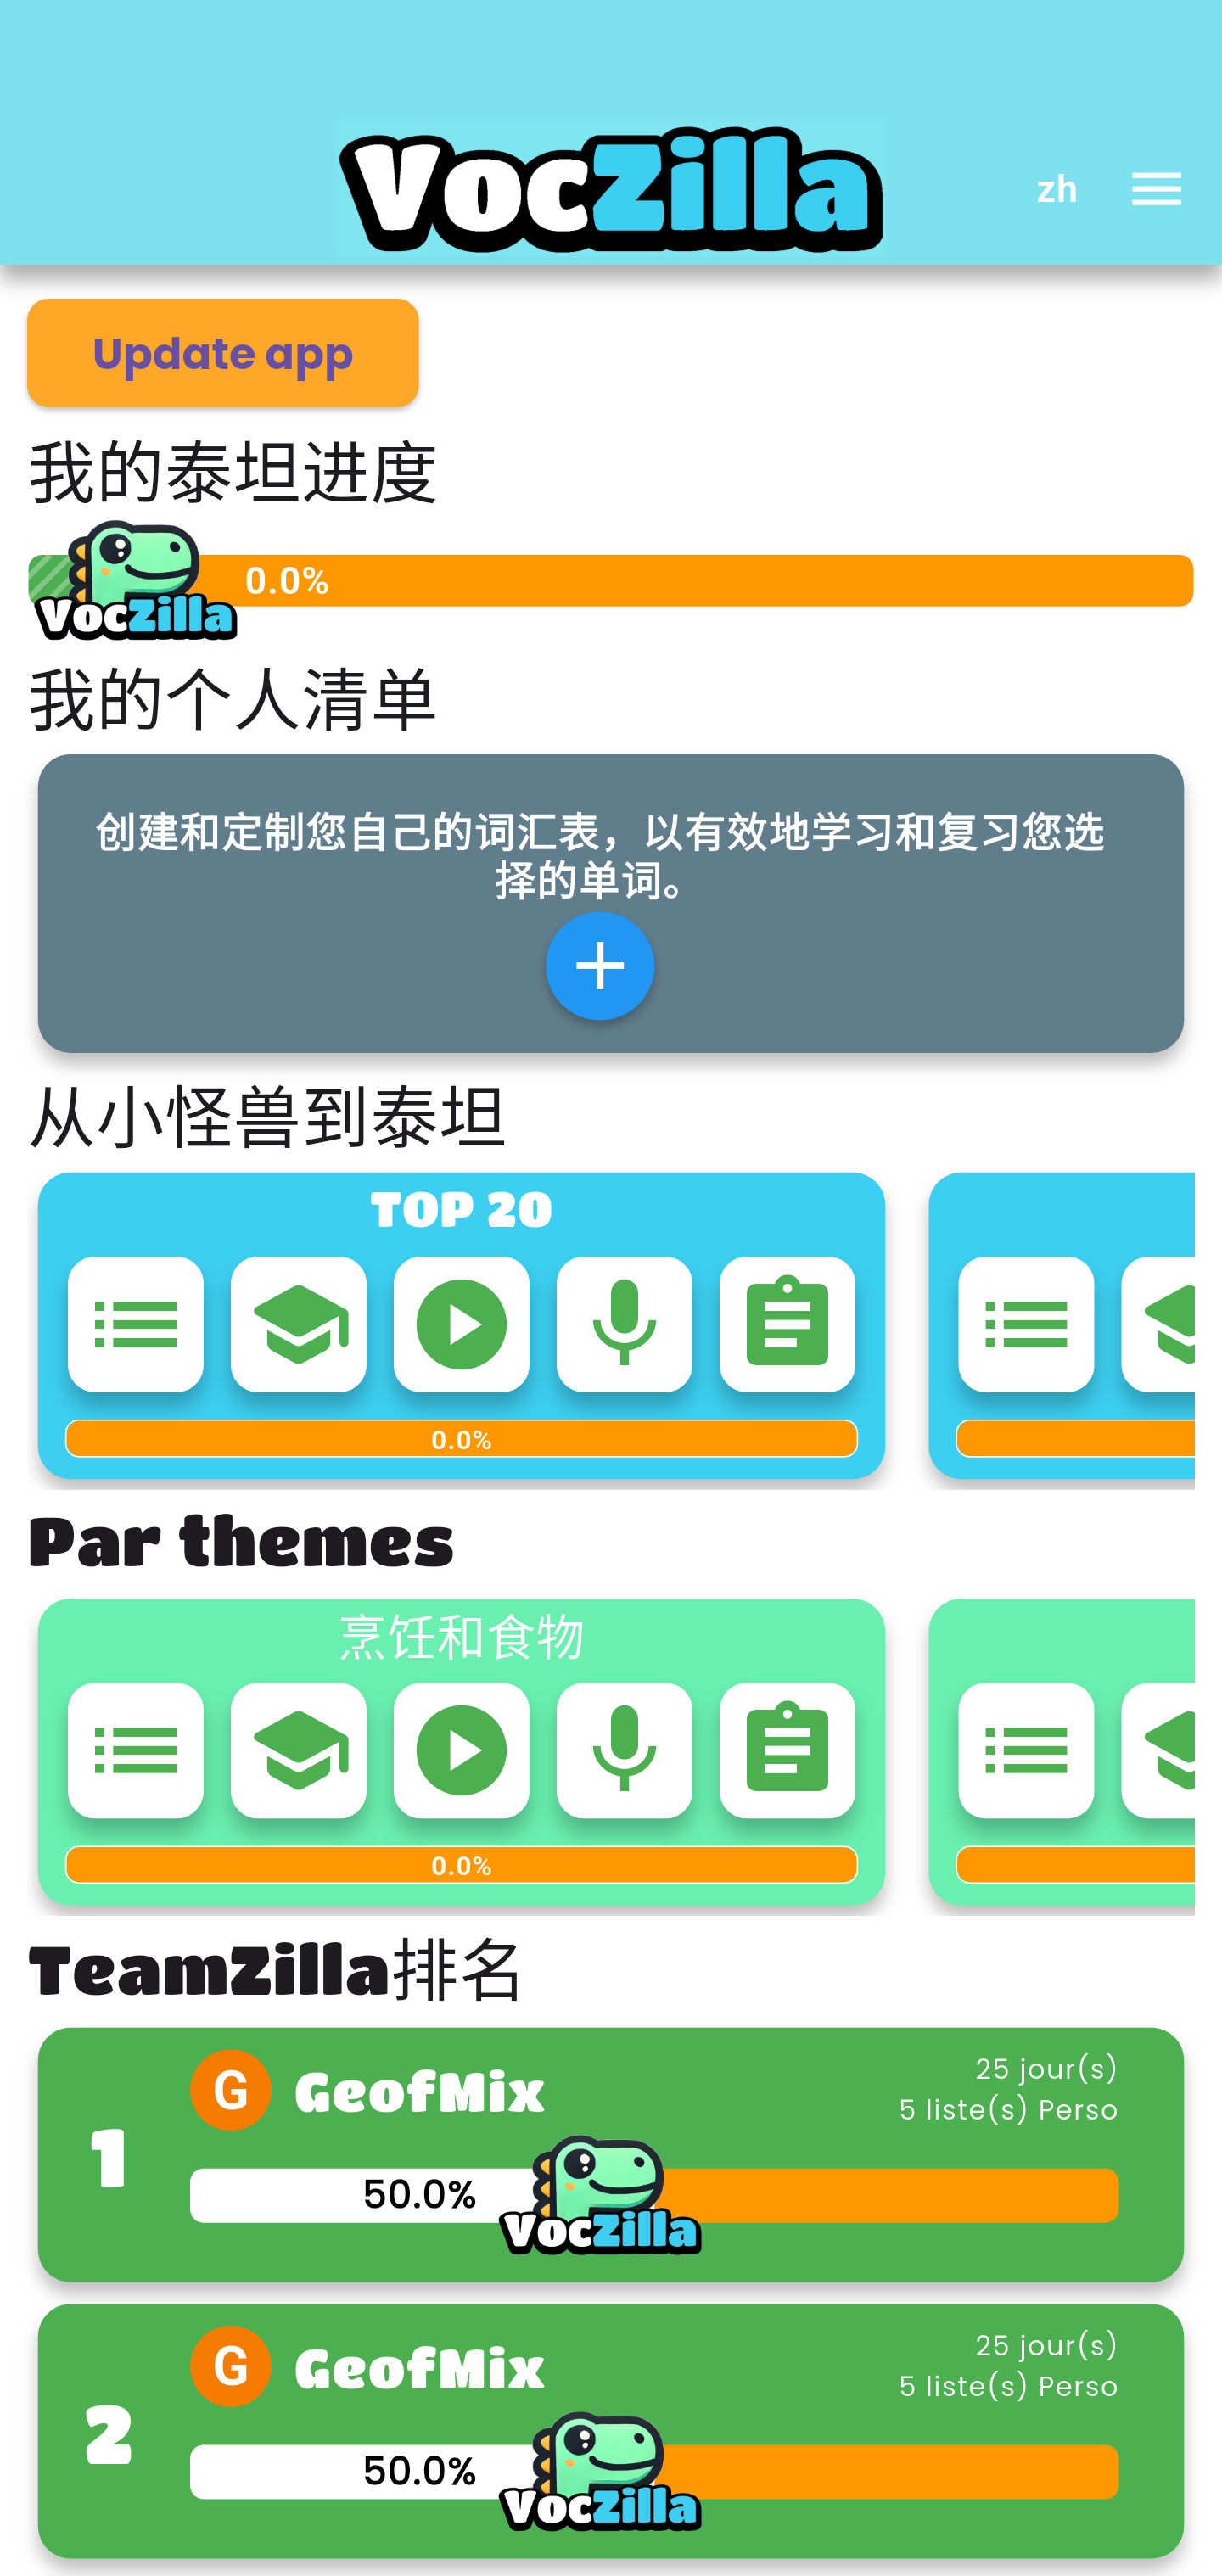 VocZilla
zh
Update app
我的泰坦进度
0.0%
VocZilla
我的个人清单
创建和定制您自己的词汇表，以有效地学习和复习您选
择的单词。
从小怪兽到泰坦
TOP 20
0.0%
Par themes
烹饪和食物
0.0%
TeamZilla排名
1
G
GeofMix
25 jour(s)
5 liste(s) Perso
50.0%
VocZilla
2
G
GeofMix
25 jour(s)
5 liste(s) Perso
50.0%
VocZilla